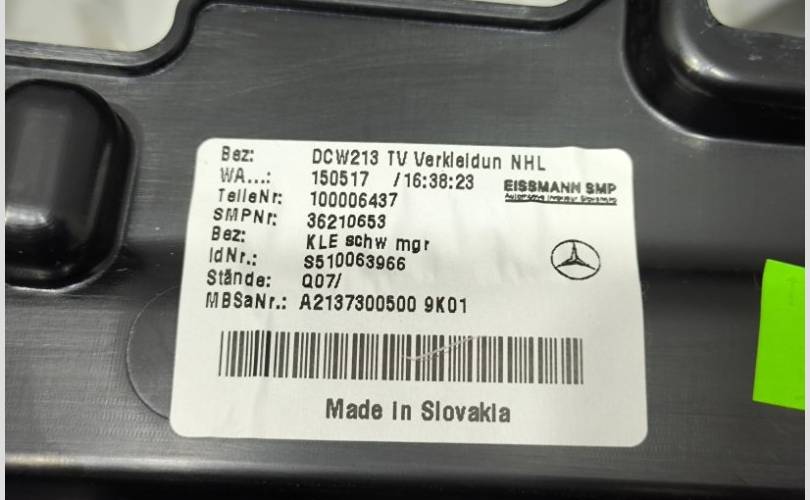 Bez: DCW213 TV Verkleidun NHL
WA...: 150517 /16:38:23
EISSMANN SMP
TeileNr: 100006437
SMPNr: 36210653
Bez: KLE schw mgr
IdNr.: S510063966
Stände: Q07/
MBSaNr.: A2137300500 9K01
Made in Slovakia